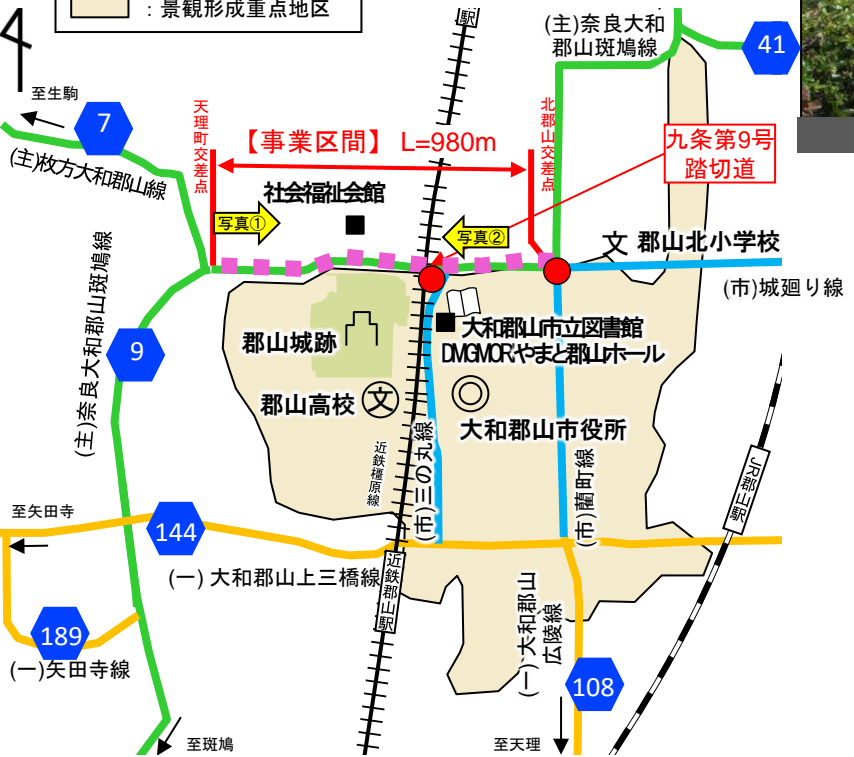 ：景観形成重点地区
駅
(主)奈良大和
郡山斑鳩線
41
至生駒
7
(主)枚方大和郡山線
天理町交差点
【事業区間】 L=980m
北郡山交差点
九条第9号
踏切道
社会福祉会館
写真①
写真②
文 郡山北小学校
(市)城廻り線
(主)奈良大和郡山斑鳩線
9
郡山城跡
大和郡山市立図書館
DMGMORIやまと郡山ホール
郡山高校
文
大和郡山市役所
近鉄橿原線
(市)三の丸線
(市)藺町線
JR郡山駅
至矢田寺
144
(一)大和郡山上三橋線
近鉄郡山駅
189
(一)矢田寺線
(一)大和郡山
広陵線
108
至斑鳩
至天理